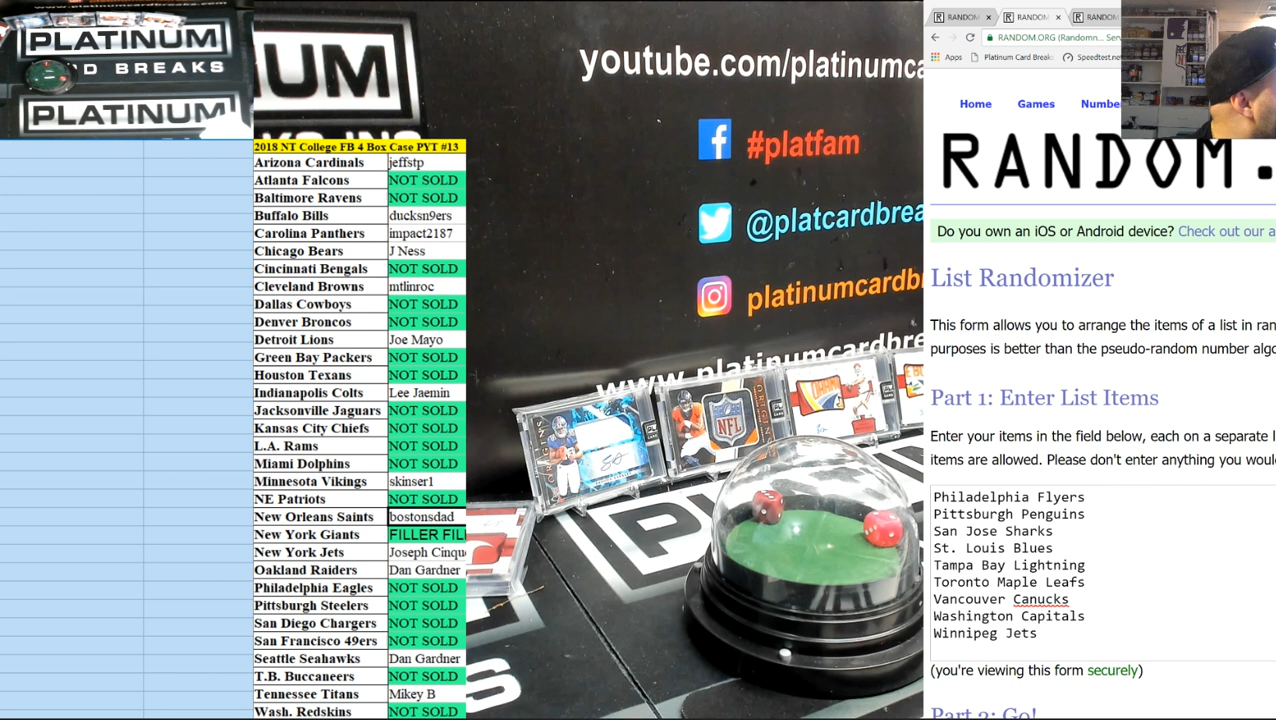 PLATINUM
RD BREAKS
PLATINUM
NUM
youtube.com/platinumca
#platfam
@platcardbrea
platinumcardb
www.platinumcardbre
NFL
2018 NT College FB 4 Box Case PYT #13
Arizona Cardinals jeffstp
Atlanta Falcons NOT SOLD
Baltimore Ravens NOT SOLD
Buffalo Bills ducksn9ers
Carolina Panthers impact2187
Chicago Bears J Ness
Cincinnati Bengals NOT SOLD
Cleveland Browns mtlinroc
Dallas Cowboys NOT SOLD
Denver Broncos NOT SOLD
Detroit Lions Joe Mayo
Green Bay Packers NOT SOLD
Houston Texans NOT SOLD
Indianapolis Colts Lee Jaemin
Jacksonville Jaguars NOT SOLD
Kansas City Chiefs NOT SOLD
L.A. Rams NOT SOLD
Miami Dolphins NOT SOLD
Minnesota Vikings skinser1
NE Patriots NOT SOLD
New Orleans Saints bostonsdad
New York Giants FILLER FIL
New York Jets Joseph Cinqu
Oakland Raiders Dan Gardner
Philadelphia Eagles NOT SOLD
Pittsburgh Steelers NOT SOLD
San Diego Chargers NOT SOLD
San Francisco 49ers NOT SOLD
Seattle Seahawks Dan Gardner
T.B. Buccaneers NOT SOLD
Tennessee Titans Mikey B
Wash. Redskins NOT SOLD
RANDOM RANDOM RANDOM
RANDOM.ORG (Randomn... Ser
Apps Platinum Card Break Speedtest.net
Home Games Numbe
RANDOM.
Do you own an iOS or Android device? Check out our a
List Randomizer
This form allows you to arrange the items of a list in ran
purposes is better than the pseudo-random number algo
Part 1: Enter List Items
Enter your items in the field below, each on a separate l
items are allowed. Please don't enter anything you would
Philadelphia Flyers
Pittsburgh Penguins
San Jose Sharks
St. Louis Blues
Tampa Bay Lightning
Toronto Maple Leafs
Vancouver Canucks
Washington Capitals
Winnipeg Jets
(you're viewing this form securely)
Part 2: Go!